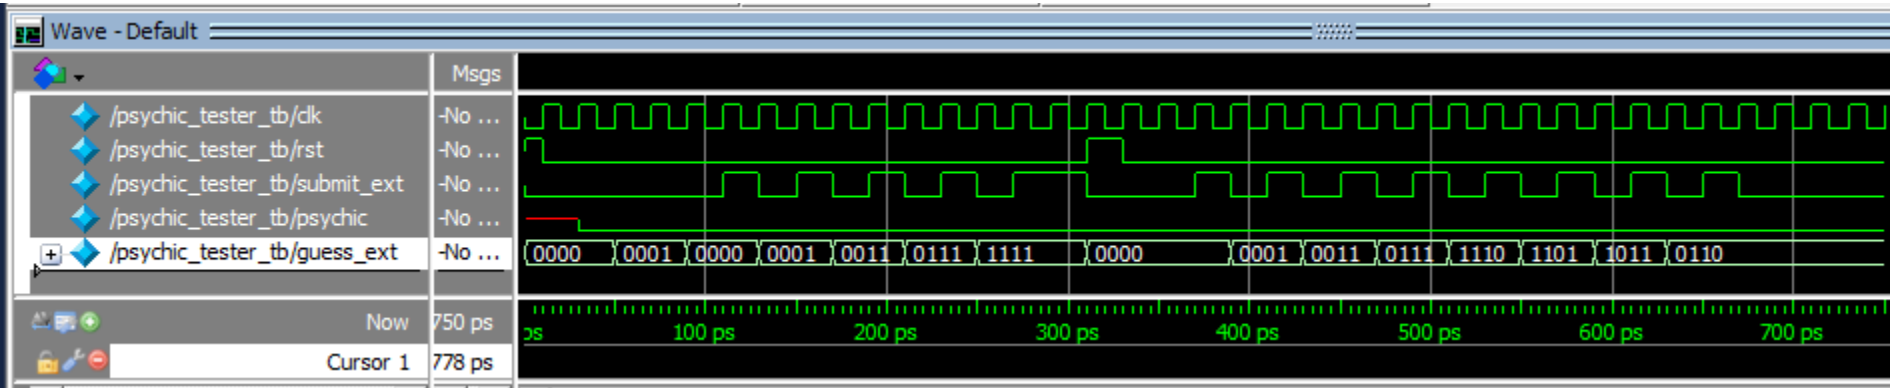 Wave - Default
Msgs
/psychic_tester_tb/clk -No ...
/psychic_tester_tb/rst -No ...
/psychic_tester_tb/submit_ext -No ...
/psychic_tester_tb/psychic -No ...
/psychic_tester_tb/guess_ext -No ... 0000 0001 0000 0001 0011 0111 1111 0000 0001 0011 0111 1110 1101 1011 0110
Now 750 ps ps 100 ps 200 ps 300 ps 400 ps 500 ps 600 ps 700 ps
Cursor 1 778 ps